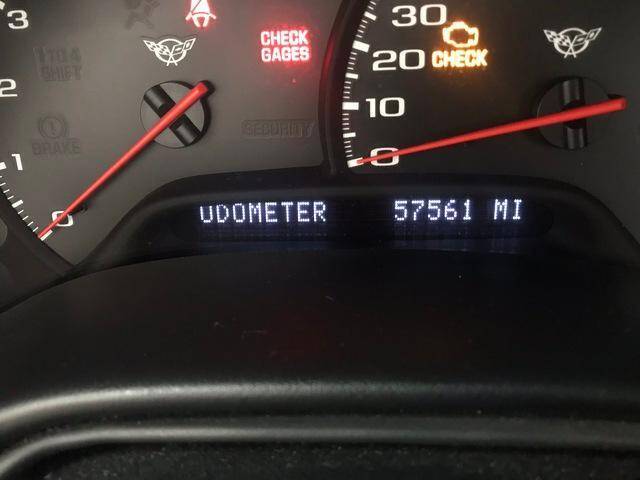 3
30
CHECK
GAGES
CHECK
20
1 TO 4
SHIFT
2
10
BRAKE
SECURITY
1
0
0
UDOMETER 57561 MI